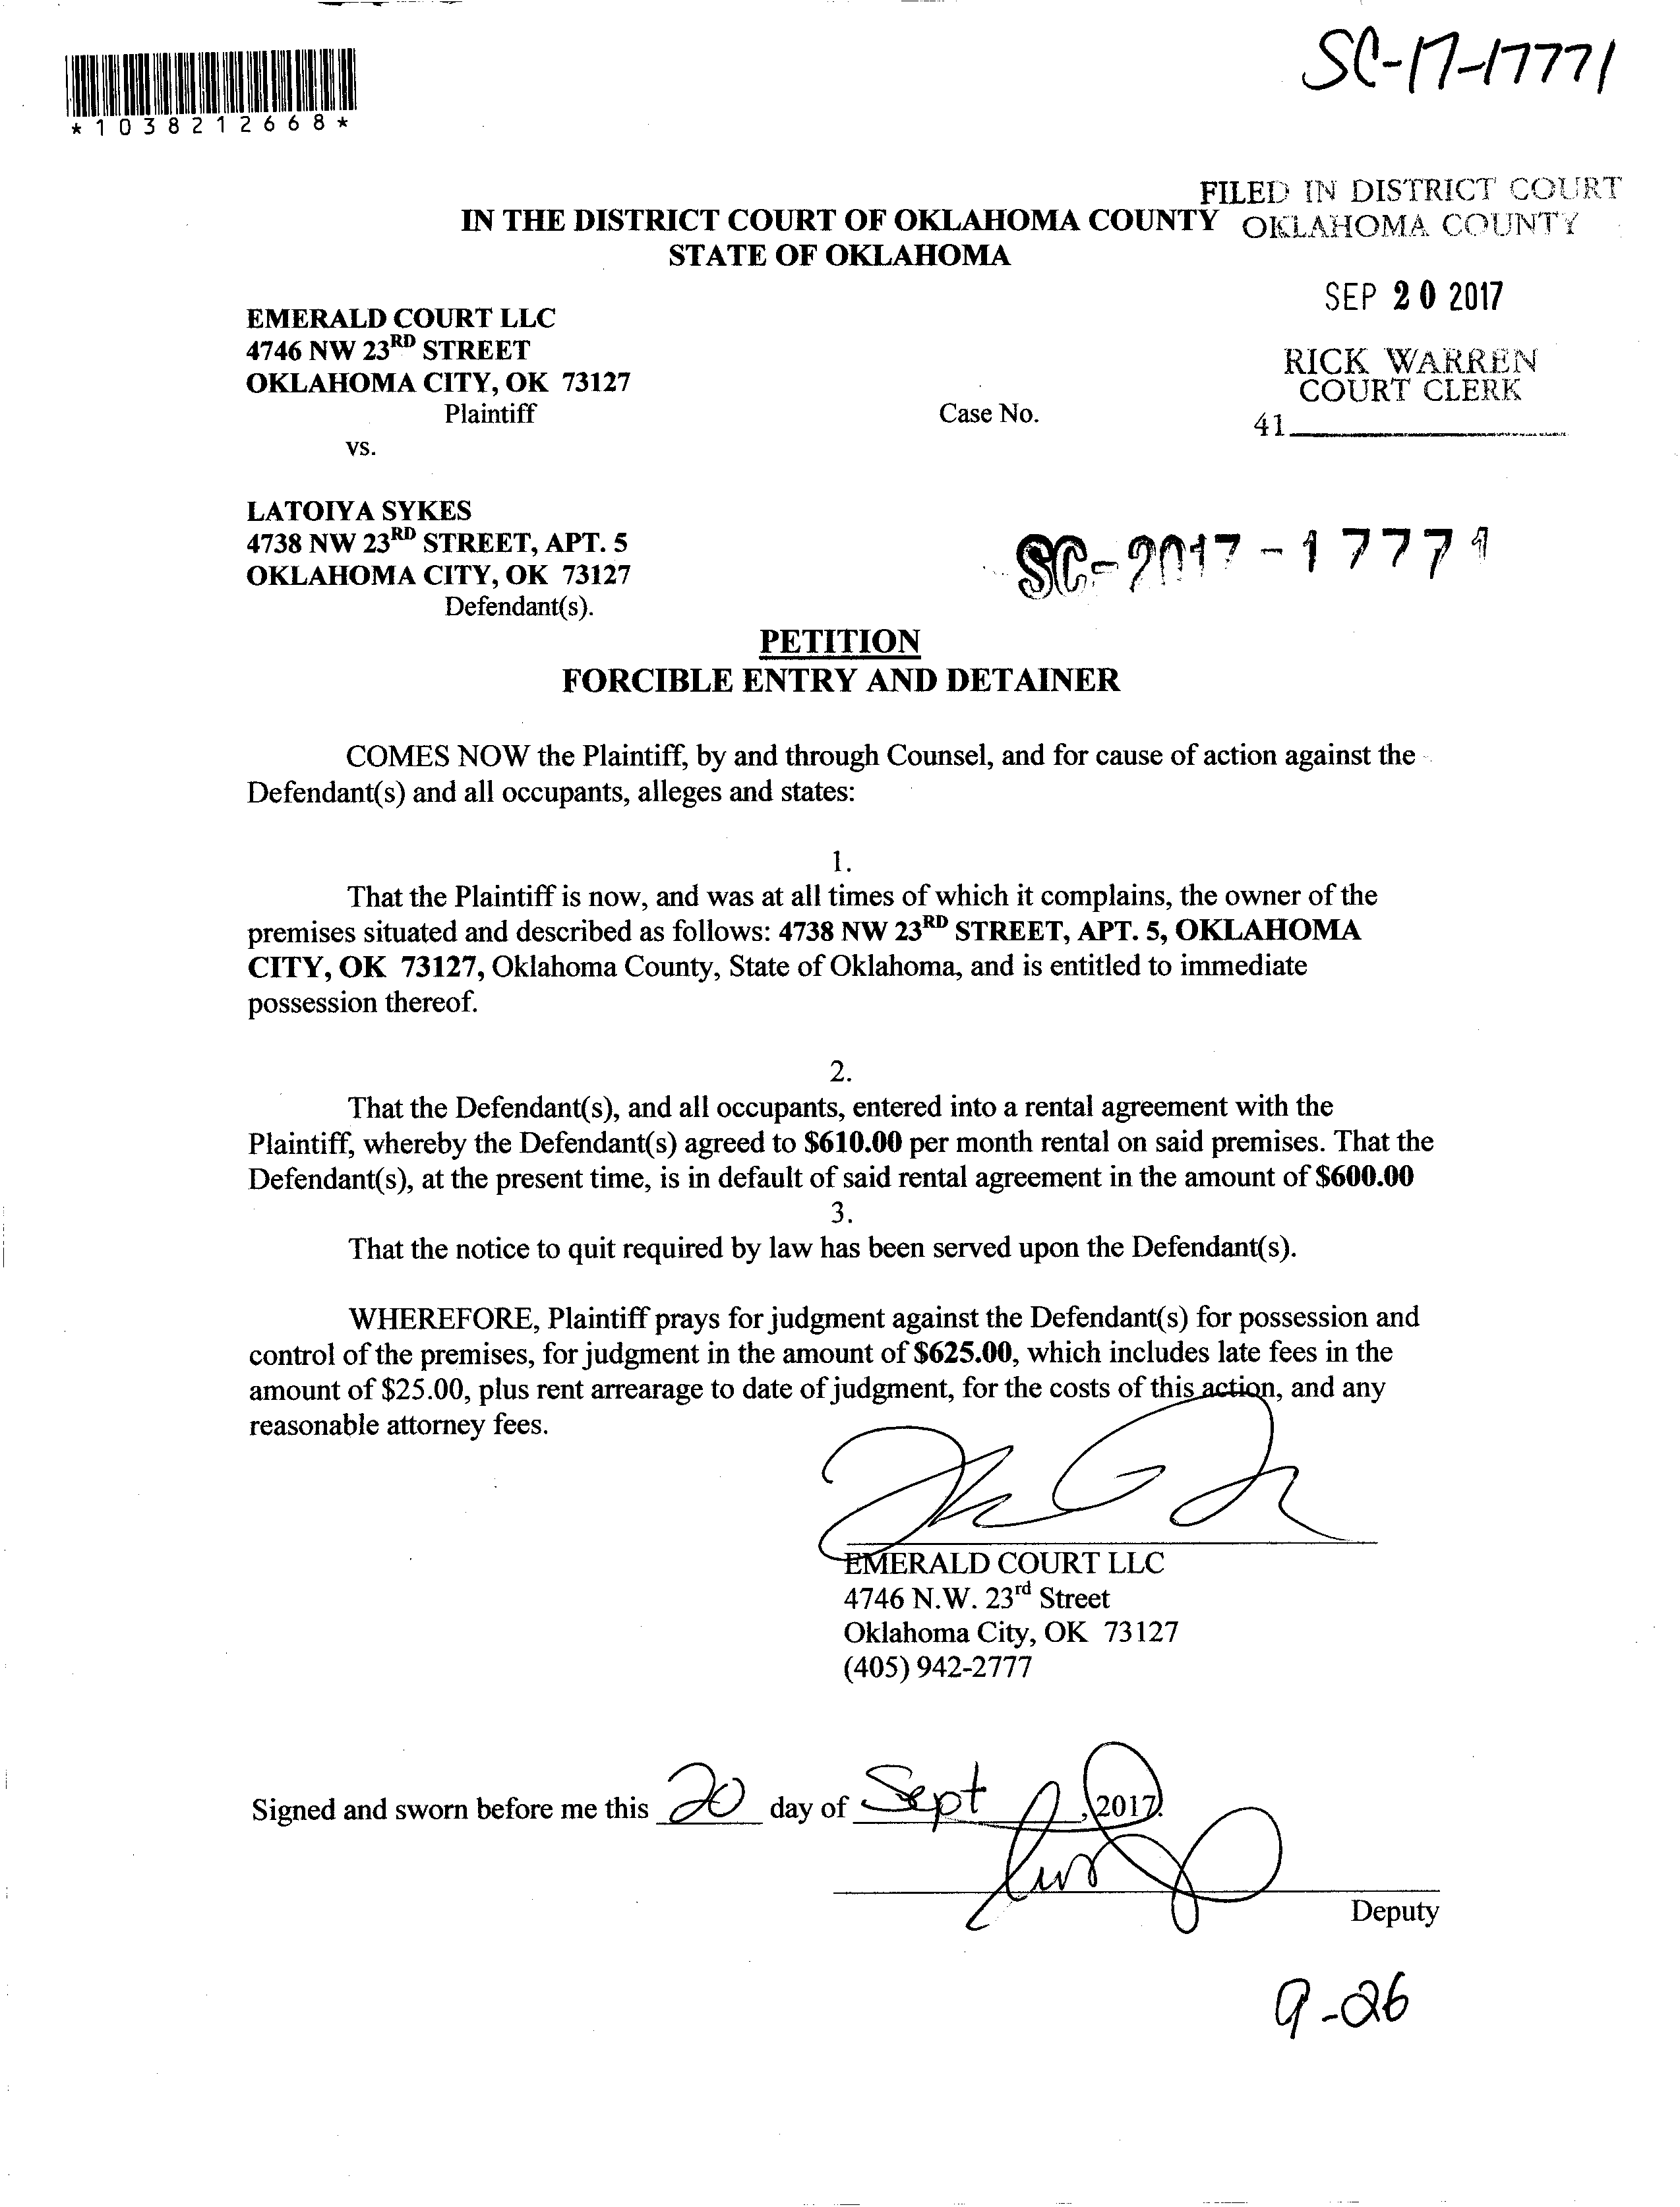 SC-17-17771
*1038212668*
FILED IN DISTRICT COURT
IN THE DISTRICT COURT OF OKLAHOMA COUNTY OKLAHOMA COUNTY
STATE OF OKLAHOMA
SEP 20 2017
EMERALD COURT LLC
4746 NW 23RD STREET
RICK WARREN
OKLAHOMA CITY, OK 73127
COURT CLERK
Plaintiff
Case No.
41
vs.
LATOIYA SYKES
4738 NW 23RD STREET, APT. 5
SC-2017-17771
OKLAHOMA CITY, OK 73127
Defendant(s).
PETITION
FORCIBLE ENTRY AND DETAINER
COMES NOW the Plaintiff, by and through Counsel, and for cause of action against the
Defendant(s) and all occupants, alleges and states:
1.
That the Plaintiff is now, and was at all times of which it complains, the owner of the
premises situated and described as follows: 4738 NW 23RD STREET, APT. 5, OKLAHOMA
CITY, OK 73127, Oklahoma County, State of Oklahoma, and is entitled to immediate
possession thereof.
2.
That the Defendant(s), and all occupants, entered into a rental agreement with the
Plaintiff, whereby the Defendant(s) agreed to $610.00 per month rental on said premises. That the
Defendant(s), at the present time, is in default of said rental agreement in the amount of $600.00
3.
That the notice to quit required by law has been served upon the Defendant(s).
WHEREFORE, Plaintiff prays for judgment against the Defendant(s) for possession and
control of the premises, for judgment in the amount of $625.00, which includes late fees in the
amount of $25.00, plus rent arrearage to date of judgment, for the costs of this action, and any
reasonable attorney fees.
EMERALD COURT LLC
4746 N.W. 23rd Street
Oklahoma City, OK 73127
(405) 942-2777
Signed and sworn before me this 20 day of Sept, 2017.
Deputy
9-26